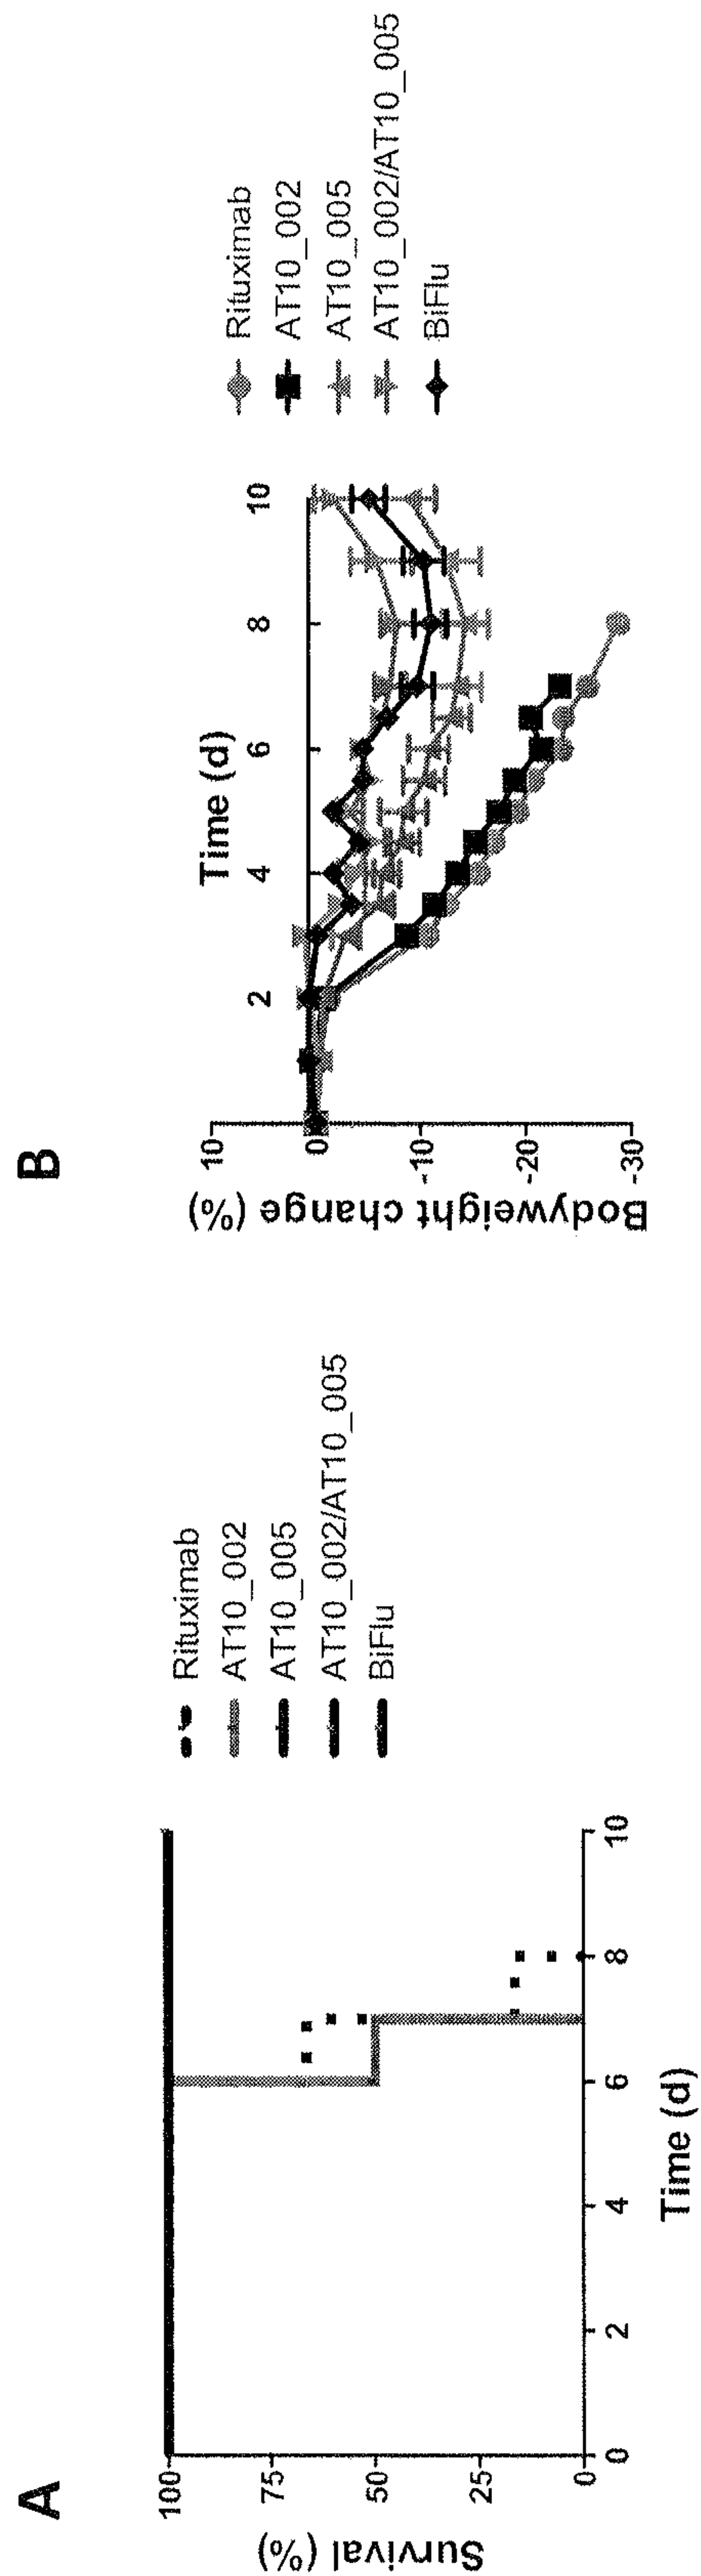 A
Survival (%)
100
75
50
25
0
0 2 4 6 8 10
Time (d)
Rituximab
AT10_002
AT10_005
AT10_002/AT10_005
BiFlu
B
Bodyweight change (%)
10
0
-10
-20
-30
Time (d)
2 4 6 8 10
Rituximab
AT10_002
AT10_005
AT10_002/AT10_005
BiFlu